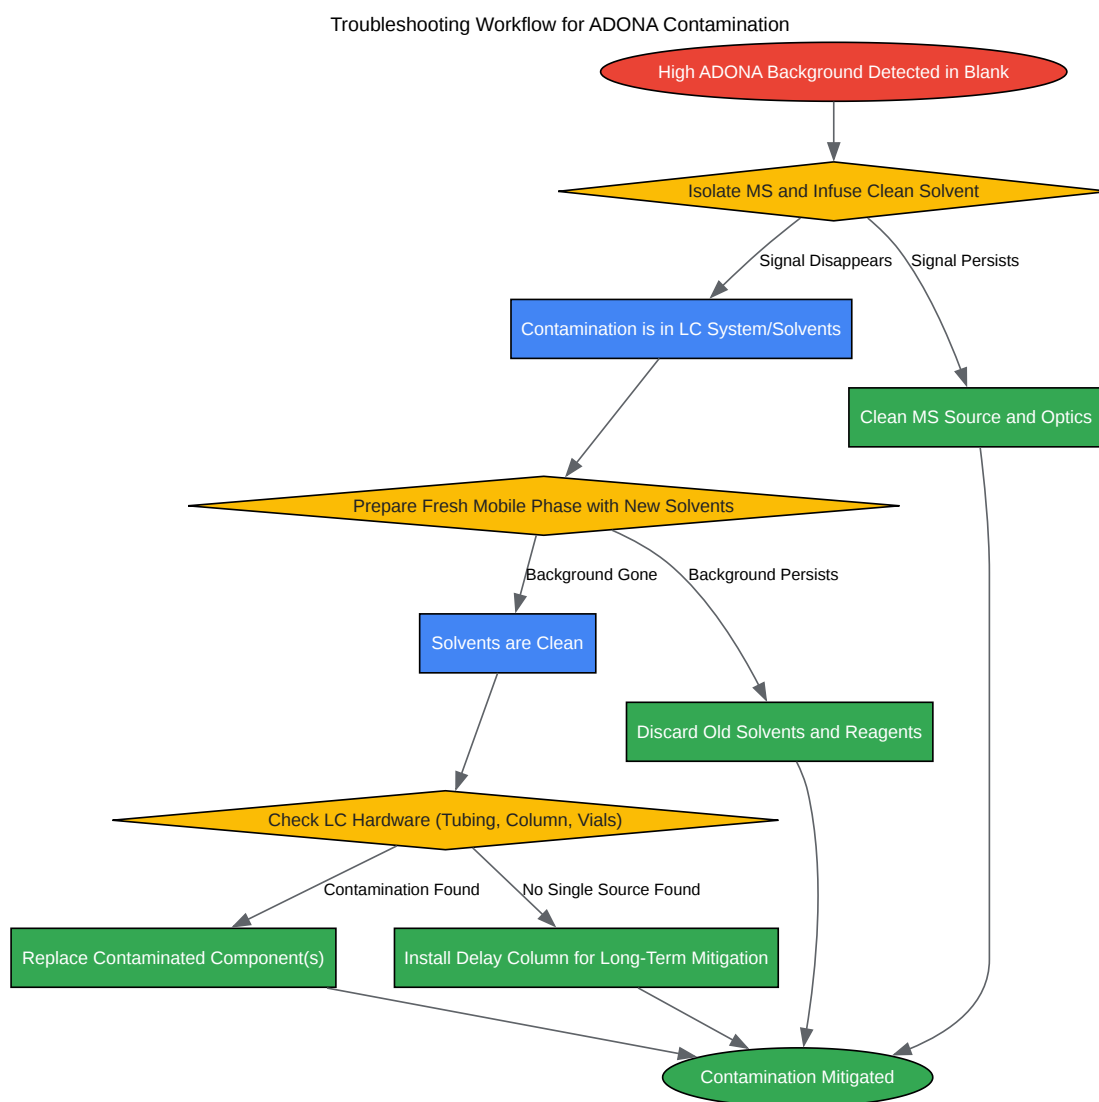 Troubleshooting Workflow for ADONA Contamination
High ADONA Background Detected in Blank
Isolate MS and Infuse Clean Solvent
Signal Disappears
Signal Persists
Contamination is in LC System/Solvents
Clean MS Source and Optics
Prepare Fresh Mobile Phase with New Solvents
Background Gone
Background Persists
Solvents are Clean
Discard Old Solvents and Reagents
Check LC Hardware (Tubing, Column, Vials)
Contamination Found
No Single Source Found
Replace Contaminated Component(s)
Install Delay Column for Long-Term Mitigation
Contamination Mitigated